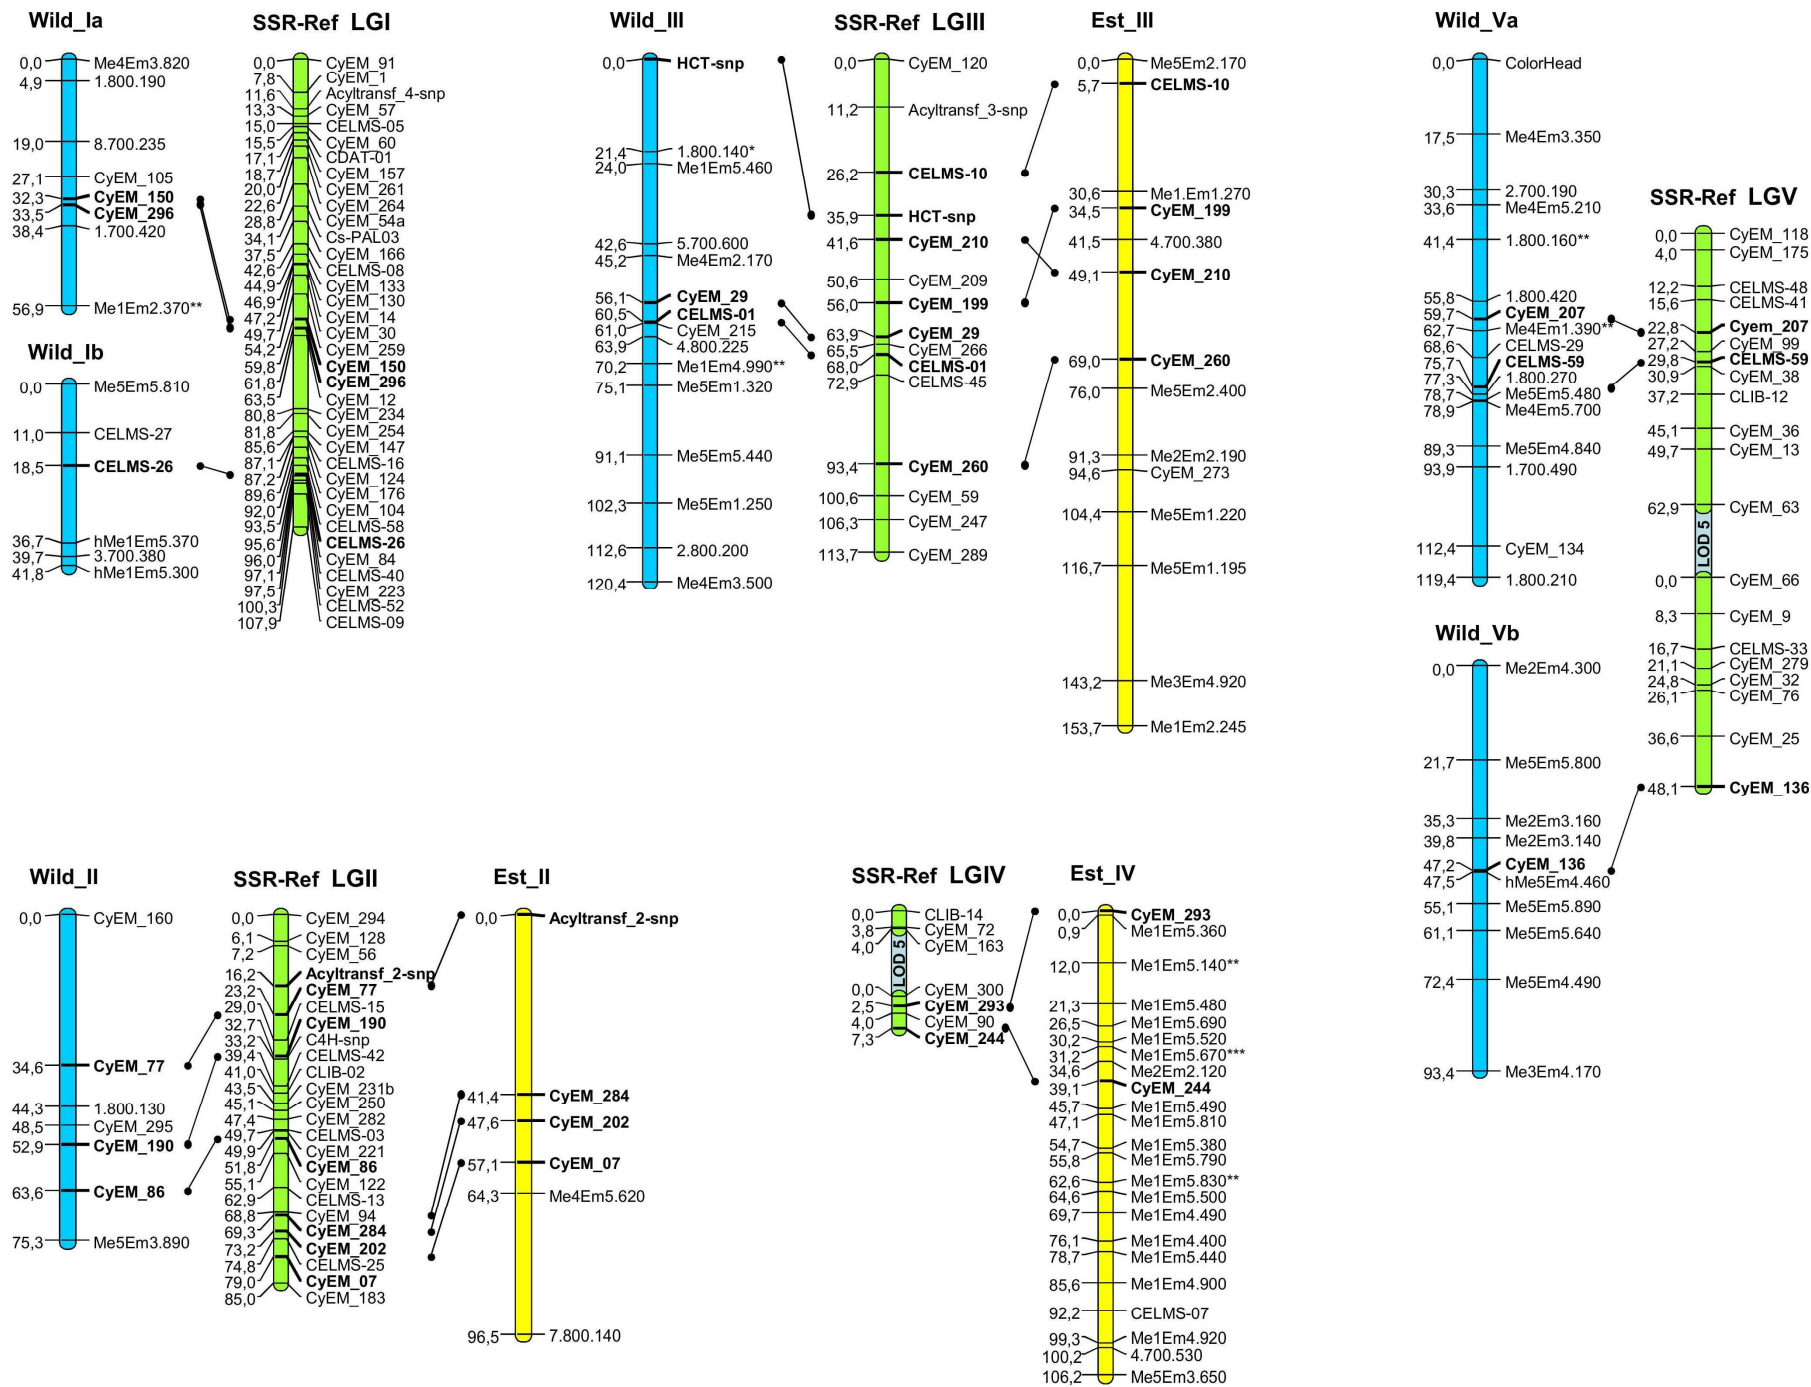 Wild_Ia
0,0 Me4Em3.820
4,9 1.800.190
19,0 8.700.235
27,1 CyEM_105
32,3 CyEM_150
33,5 CyEM_296
38,4 1.700.420
56,9 Me1Em2.370**
Wild_Ib
0,0 Me5Em5.810
11,0 CELMS-27
18,5 CELMS-26
36,7 hMe1Em5.370
39,7 3.700.380
41,8 hMe1Em5.300
SSR-Ref LGI
0,0 CyEM_91
7,8 CyEM_1
11,6 Acyltransf_4-snp
13,3 CyEM_57
15,0 CELMS-05
15,5 CyEM_60
17,1 CDAT-01
18,7 CyEM_157
20,0 CyEM_261
22,6 CyEM_264
28,8 CyEM_54a
34,1 Cs-PAL03
37,5 CyEM_166
42,6 CELMS-08
44,9 CyEM_133
46,9 CyEM_130
47,2 CyEM_14
49,7 CyEM_30
54,2 CyEM_259
59,8 CyEM_150
61,8 CyEM_296
63,5 CyEM_12
80,8 CyEM_234
81,8 CyEM_254
85,6 CyEM_147
87,1 CELMS-16
87,2 CyEM_124
89,6 CyEM_176
92,0 CyEM_104
93,5 CELMS-58
95,6 CELMS-26
96,0 CyEM_84
97,1 CELMS-40
97,5 CyEM_223
100,3 CELMS-52
107,9 CELMS-09
Wild_III
0,0 HCT-snp
21,4 1.800.140*
24,0 Me1Em5.460
42,6 5.700.600
45,2 Me4Em2.170
56,1 CyEM_29
60,5 CELMS-01
61,0 CyEM_215
63,9 4.800.225
70,2 Me1Em4.990**
75,1 Me5Em1.320
91,1 Me5Em5.440
102,3 Me5Em1.250
112,6 2.800.200
120,4 Me4Em3.500
SSR-Ref LGIII
0,0 CyEM_120
11,2 Acyltransf_3-snp
26,2 CELMS-10
35,9 HCT-snp
41,6 CyEM_210
50,6 CyEM_209
56,0 CyEM_199
63,9 CyEM_29
65,5 CyEM_266
68,0 CELMS-01
72,9 CELMS-45
93,4 CyEM_260
100,6 CyEM_59
106,3 CyEM_247
113,7 CyEM_289
Est_III
0,0 Me5Em2.170
5,7 CELMS-10
30,6 Me1.Em1.270
34,5 CyEM_199
41,5 4.700.380
49,1 CyEM_210
69,0 CyEM_260
76,0 Me5Em2.400
91,3 Me2Em2.190
94,6 CyEM_273
104,4 Me5Em1.220
116,7 Me5Em1.195
143,2 Me3Em4.920
153,7 Me1Em2.245
Wild_Va
0,0 ColorHead
17,5 Me4Em3.350
30,3 2.700.190
33,6 Me4Em5.210
41,4 1.800.160**
55,8 1.800.420
59,7 CyEM_207
62,7 Me4Em1.390**
68,6 CELMS-29
75,7 CELMS-59
77,3 1.800.270
78,7 Me5Em5.480
78,9 Me4Em5.700
89,3 Me5Em4.840
93,9 1.700.490
112,4 CyEM_134
119,4 1.800.210
Wild_Vb
0,0 Me2Em4.300
21,7 Me5Em5.800
35,3 Me2Em3.160
39,8 Me2Em3.140
47,2 CyEM_136
47,5 hMe5Em4.460
55,1 Me5Em5.890
61,1 Me5Em5.640
72,4 Me5Em4.490
93,4 Me3Em4.170
SSR-Ref LGV
0,0 CyEM_118
4,0 CyEM_175
12,2 CELMS-48
15,6 CELMS-41
22,8 Cyem_207
27,2 CyEM_99
29,8 CELMS-59
30,9 CyEM_38
37,2 CLIB-12
45,1 CyEM_36
49,7 CyEM_13
62,9 CyEM_63
LOD 5
0,0 CyEM_66
8,3 CyEM_9
16,7 CELMS-33
21,1 CyEM_279
24,8 CyEM_32
26,1 CyEM_76
36,6 CyEM_25
48,1 CyEM_136
Wild_II
0,0 CyEM_160
34,6 CyEM_77
44,3 1.800.130
48,5 CyEM_295
52,9 CyEM_190
63,6 CyEM_86
75,3 Me5Em3.890
SSR-Ref LGII
0,0 CyEM_294
6,1 CyEM_128
7,2 CyEM_56
16,2 Acyltransf_2-snp
23,2 CyEM_77
29,0 CELMS-15
32,7 CyEM_190
33,2 C4H-snp
39,4 CELMS-42
41,0 CLIB-02
43,5 CyEM_231b
45,1 CyEM_250
47,4 CyEM_282
49,7 CELMS-03
49,9 CyEM_221
51,8 CyEM_86
55,1 CyEM_122
62,9 CELMS-13
68,8 CyEM_94
69,3 CyEM_284
73,2 CyEM_202
74,8 CELMS-25
79,0 CyEM_07
85,0 CyEM_183
Est_II
0,0 Acyltransf_2-snp
41,4 CyEM_284
47,6 CyEM_202
57,1 CyEM_07
64,3 Me4Em5.620
96,5 7.800.140
SSR-Ref LGIV
0,0 CLIB-14
3,8 CyEM_72
4,0 CyEM_163
LOD 5
0,0 CyEM_300
2,5 CyEM_293
4,0 CyEM_90
7,3 CyEM_244
Est_IV
0,0 CyEM_293
0,9 Me1Em5.360
12,0 Me1Em5.140**
21,3 Me1Em5.480
26,5 Me1Em5.690
30,2 Me1Em5.520
31,2 Me1Em5.670***
34,6 Me2Em2.120
39,1 CyEM_244
45,7 Me1Em5.490
47,1 Me1Em5.810
54,7 Me1Em5.380
55,8 Me1Em5.790
62,6 Me1Em5.830**
64,6 Me1Em5.500
69,7 Me1Em4.490
76,1 Me1Em4.400
78,7 Me1Em5.440
85,6 Me1Em4.900
92,2 CELMS-07
99,3 Me1Em4.920
100,2 4.700.530
106,2 Me5Em3.650